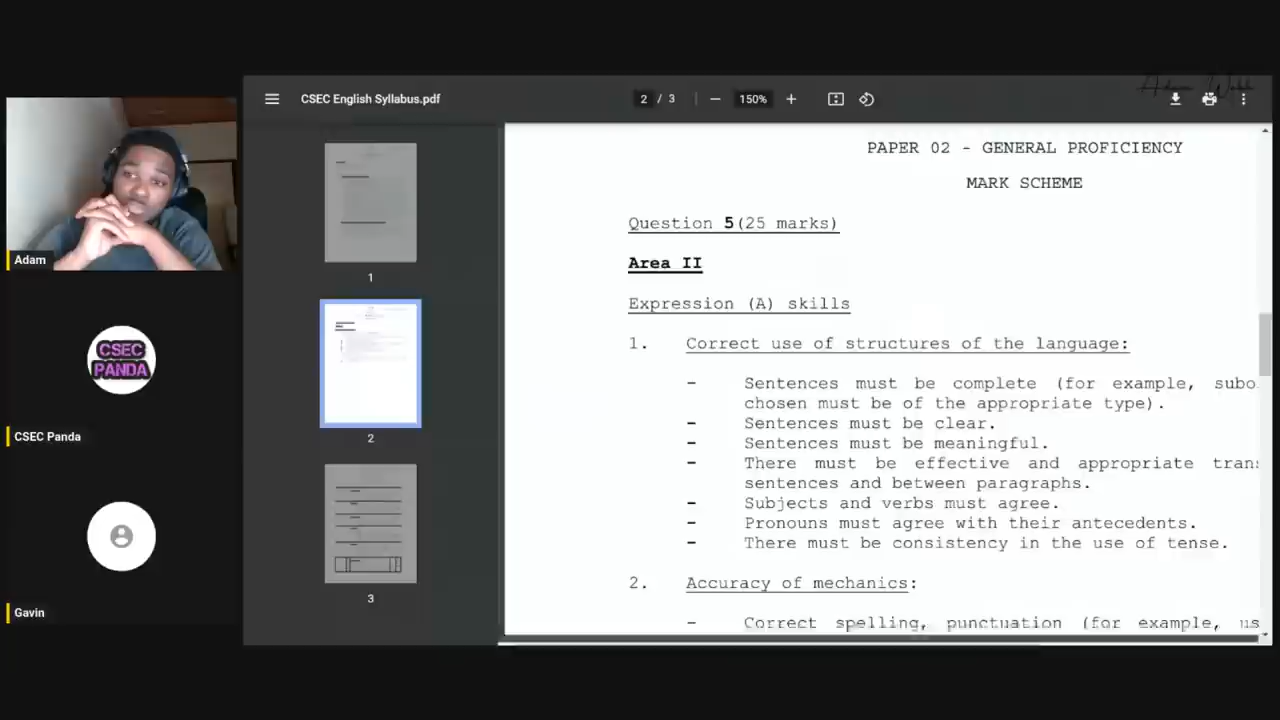 Adam Webb
CSEC English Syllabus.pdf
2 / 3
150%
PAPER 02 - GENERAL PROFICIENCY
MARK SCHEME
Question 5(25 marks)
Area II
Expression (A) skills
1. Correct use of structures of the language:
- Sentences must be complete (for example, subo
chosen must be of the appropriate type).
- Sentences must be clear.
- Sentences must be meaningful.
- There must be effective and appropriate tran
sentences and between paragraphs.
- Subjects and verbs must agree.
- Pronouns must agree with their antecedents.
- There must be consistency in the use of tense.
2. Accuracy of mechanics:
- Correct spelling, punctuation (for example, us
1
2
3
Adam
CSEC
PANDA
CSEC Panda
Gavin